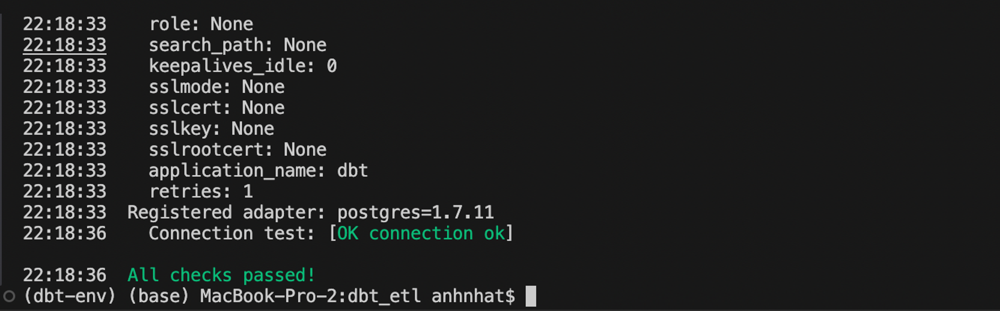 22:18:33    role: None
22:18:33    search_path: None
22:18:33    keepalives_idle: 0
22:18:33    sslmode: None
22:18:33    sslcert: None
22:18:33    sslkey: None
22:18:33    sslrootcert: None
22:18:33    application_name: dbt
22:18:33    retries: 1
22:18:33  Registered adapter: postgres=1.7.11
22:18:36    Connection test: [OK connection ok]
22:18:36  All checks passed!
(dbt-env) (base) MacBook-Pro-2:dbt_etl anhnhat$